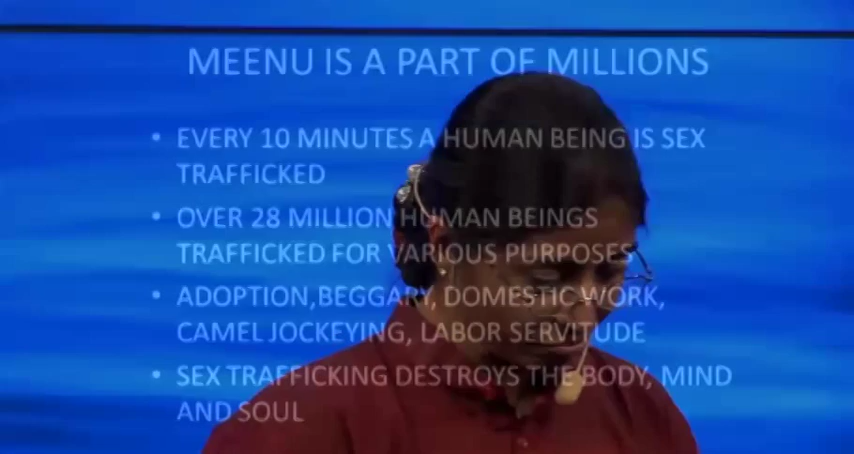 MEENU IS A PART OF MILLIONS
• EVERY 10 MINUTES A HUMAN BEING IS SEX
TRAFFICKED
• OVER 28 MILLION HUMAN BEINGS
TRAFFICKED FOR VARIOUS PURPOSES
• ADOPTION,BEGGARY, DOMESTIC WORK,
CAMEL JOCKEYING, LABOR SERVITUDE
• SEX TRAFFICKING DESTROYS THE BODY, MIND
AND SOUL